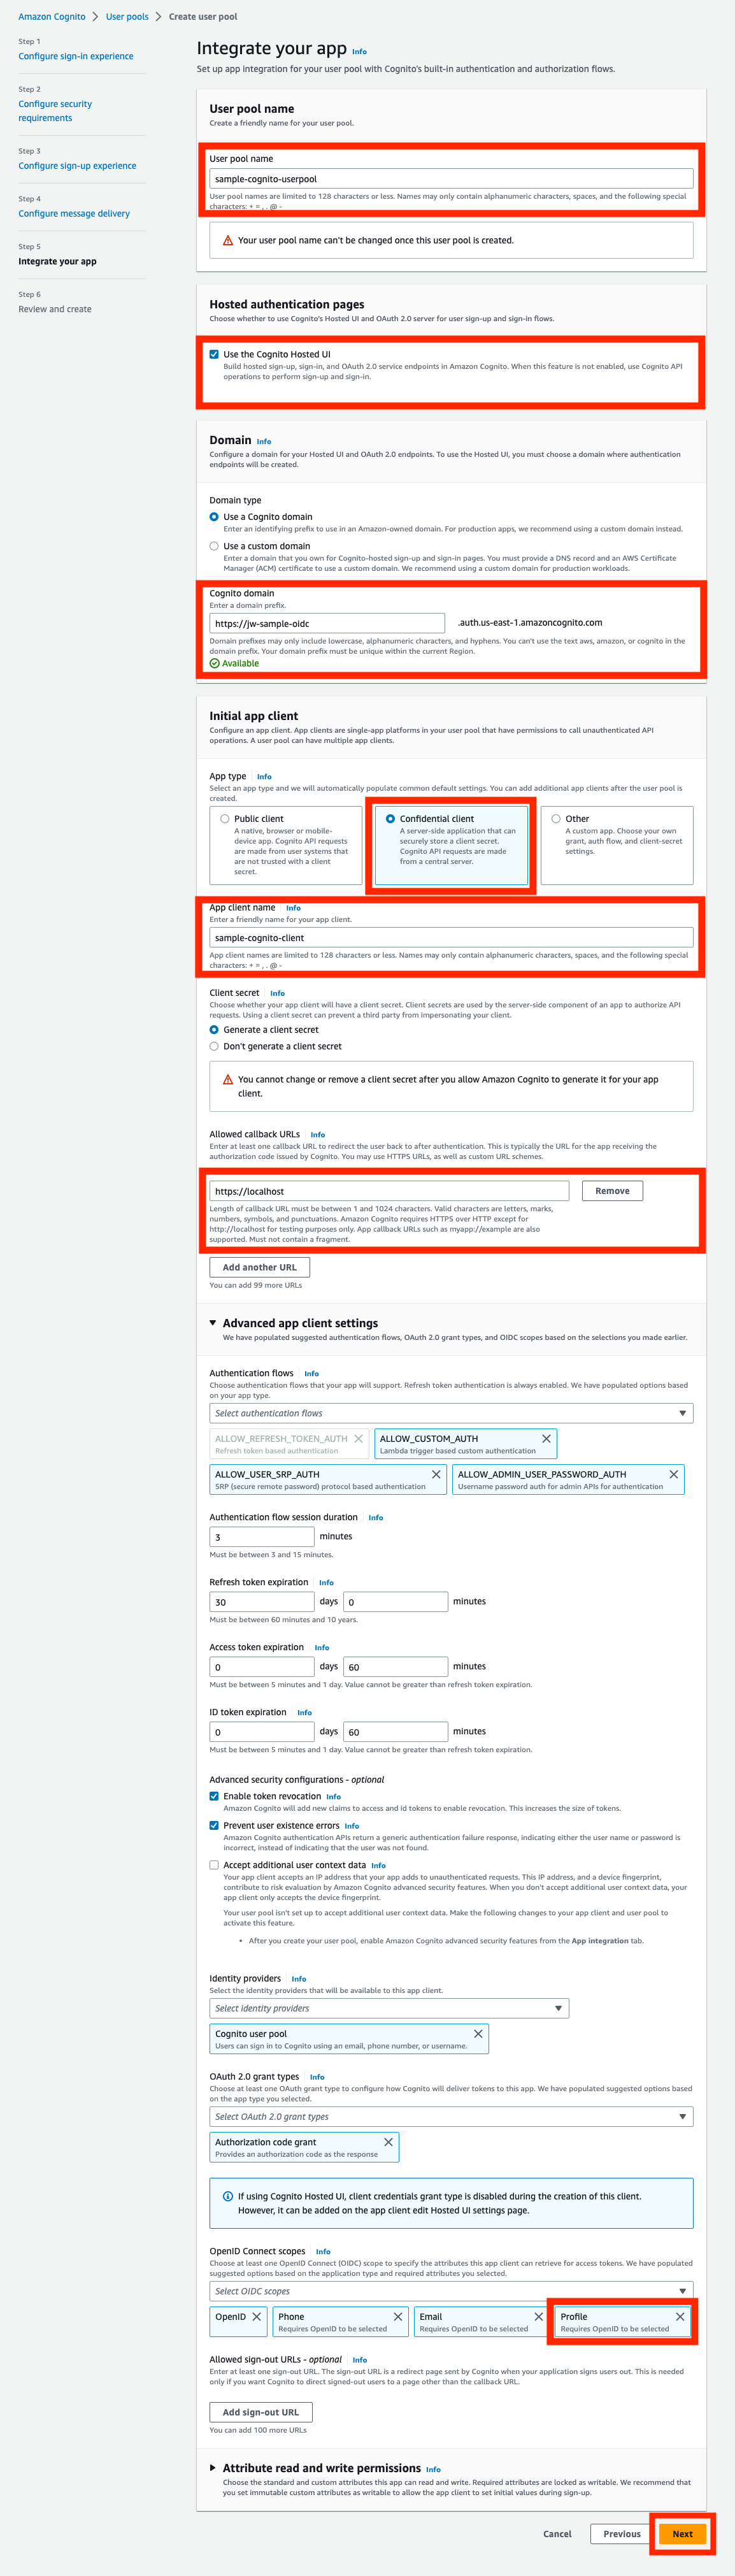 Amazon Cognito > User pools > Create user pool
Step 1
Configure sign-in experience
Step 2
Configure security
requirements
Step 3
Configure sign-up experience
Step 4
Configure message delivery
Step 5
Integrate your app
Step 6
Review and create
Integrate your app Info
Set up app integration for your user pool with Cognito's built-in authentication and authorization flows.
User pool name
Create a friendly name for your user pool.
User pool name
sample-cognito-userpool
User pool names are limited to 128 characters or less. Names may only contain alphanumeric characters, spaces, and the following special
characters: + = , . @ -
Your user pool name can't be changed once this user pool is created.
Hosted authentication pages
Choose whether to use Cognito's Hosted UI and OAuth 2.0 server for user sign-up and sign-in flows.
Use the Cognito Hosted UI
Build hosted sign-up, sign-in, and OAuth 2.0 service endpoints in Amazon Cognito. When this feature is not enabled, use Cognito API
operations to perform sign-up and sign-in.
Domain Info
Configure a domain for your Hosted UI and OAuth 2.0 endpoints. To use the Hosted UI, you must choose a domain where authentication
endpoints will be created.
Domain type
Use a Cognito domain
Enter an identifying prefix to use in an Amazon-owned domain. For production apps, we recommend using a custom domain instead.
Use a custom domain
Enter a domain that you own for Cognito-hosted sign-up and sign-in pages. You must provide a DNS record and an AWS Certificate
Manager (ACM) certificate to use a custom domain. We recommend using a custom domain for production workloads.
Cognito domain
Enter a domain prefix.
https://jw-sample-oidc .auth.us-east-1.amazoncognito.com
Domain prefixes may only include lowercase, alphanumeric characters, and hyphens. You can't use the text aws, amazon, or cognito in the
domain prefix. Your domain prefix must be unique within the current Region.
Available
Initial app client
Configure an app client. App clients are single-app platforms in your user pool that have permissions to call unauthenticated API
operations. A user pool can have multiple app clients.
App type Info
Select an app type and we will automatically populate common default settings. You can add additional app clients after the user pool is
created.
Public client
A native, browser or mobile-
device app. Cognito API requests
are made from user systems that
are not trusted with a client
secret.
Confidential client
A server-side application that can
securely store a client secret.
Cognito API requests are made
from a central server.
Other
A custom app. Choose your own
grant, auth flow, and client-secret
settings.
App client name Info
Enter a friendly name for your app client.
sample-cognito-client
App client names are limited to 128 characters or less. Names may only contain alphanumeric characters, spaces, and the following special
characters: + = , . @ -
Client secret Info
Choose whether your app client will have a client secret. Client secrets are used by the server-side component of an app to authorize API
requests. Using a client secret can prevent a third party from impersonating your client.
Generate a client secret
Don't generate a client secret
You cannot change or remove a client secret after you allow Amazon Cognito to generate it for your app
client.
Allowed callback URLs Info
Enter at least one callback URL to redirect the user back to after authentication. This is typically the URL for the app receiving the
authorization code issued by Cognito. You may use HTTPS URLs, as well as custom URL schemes.
https://localhost Remove
Length of callback URL must be between 1 and 1024 characters. Valid characters are letters, marks,
numbers, symbols, and punctuations. Amazon Cognito requires HTTPS over HTTP except for
http://localhost for testing purposes only. App callback URLs such as myapp://example are also
supported. Must not contain a fragment.
Add another URL
You can add 99 more URLs
Advanced app client settings
We have populated suggested authentication flows, OAuth 2.0 grant types, and OIDC scopes based on the selections you made earlier.
Authentication flows Info
Choose authentication flows that your app will support. Refresh token authentication is always enabled. We have populated options based
on your app type.
Select authentication flows
ALLOW_REFRESH_TOKEN_AUTH
Refresh token based authentication
ALLOW_CUSTOM_AUTH
Lambda trigger based custom authentication
ALLOW_USER_SRP_AUTH
SRP (secure remote password) protocol based authentication
ALLOW_ADMIN_USER_PASSWORD_AUTH
Username password auth for admin APIs for authentication
Authentication flow session duration Info
3 minutes
Must be between 3 and 15 minutes.
Refresh token expiration Info
30 days 0 minutes
Must be between 60 minutes and 10 years.
Access token expiration Info
0 days 60 minutes
Must be between 5 minutes and 1 day. Value cannot be greater than refresh token expiration.
ID token expiration Info
0 days 60 minutes
Must be between 5 minutes and 1 day. Value cannot be greater than refresh token expiration.
Advanced security configurations - optional
Enable token revocation Info
Amazon Cognito will add new claims to access and id tokens to enable revocation. This increases the size of tokens.
Prevent user existence errors Info
Amazon Cognito authentication APIs return a generic authentication failure response, indicating either the user name or password is
incorrect, instead of indicating that the user was not found.
Accept additional user context data Info
Your app client accepts an IP address that your app adds to unauthenticated requests. This IP address, and a device fingerprint,
contribute to risk evaluation by Amazon Cognito advanced security features. When you don't accept additional user context data, your
app client only accepts the device fingerprint.
Your user pool isn't set up to accept additional user context data. Make the following changes to your app client and user pool to
activate this feature.
• After you create your user pool, enable Amazon Cognito advanced security features from the App integration tab.
Identity providers Info
Select the identity providers that will be available to this app client.
Select identity providers
Cognito user pool
Users can sign in to Cognito using an email, phone number, or username.
OAuth 2.0 grant types Info
Choose at least one OAuth grant type to configure how Cognito will deliver tokens to this app. We have populated suggested options based
on the app type you selected.
Select OAuth 2.0 grant types
Authorization code grant
Provides an authorization code as the response
If using Cognito Hosted UI, client credentials grant type is disabled during the creation of this client.
However, it can be added on the app client edit Hosted UI settings page.
OpenID Connect scopes Info
Choose at least one OpenID Connect (OIDC) scope to specify the attributes this app client can retrieve for access tokens. We have populated
suggested options based on the application type and required attributes you selected.
Select OIDC scopes
OpenID
Phone
Requires OpenID to be selected
Email
Requires OpenID to be selected
Profile
Requires OpenID to be selected
Allowed sign-out URLs - optional Info
Enter at least one sign-out URL. The sign-out URL is a redirect page sent by Cognito when your application signs users out. This is needed
only if you want Cognito to direct signed-out users to a page other than the callback URL.
Add sign-out URL
You can add 100 more URLs
Attribute read and write permissions Info
Choose the standard and custom attributes this app can read and write. Required attributes are locked as writable. We recommend that
you set immutable custom attributes as writable to allow the app client to set initial values during sign-up.
Cancel Previous Next